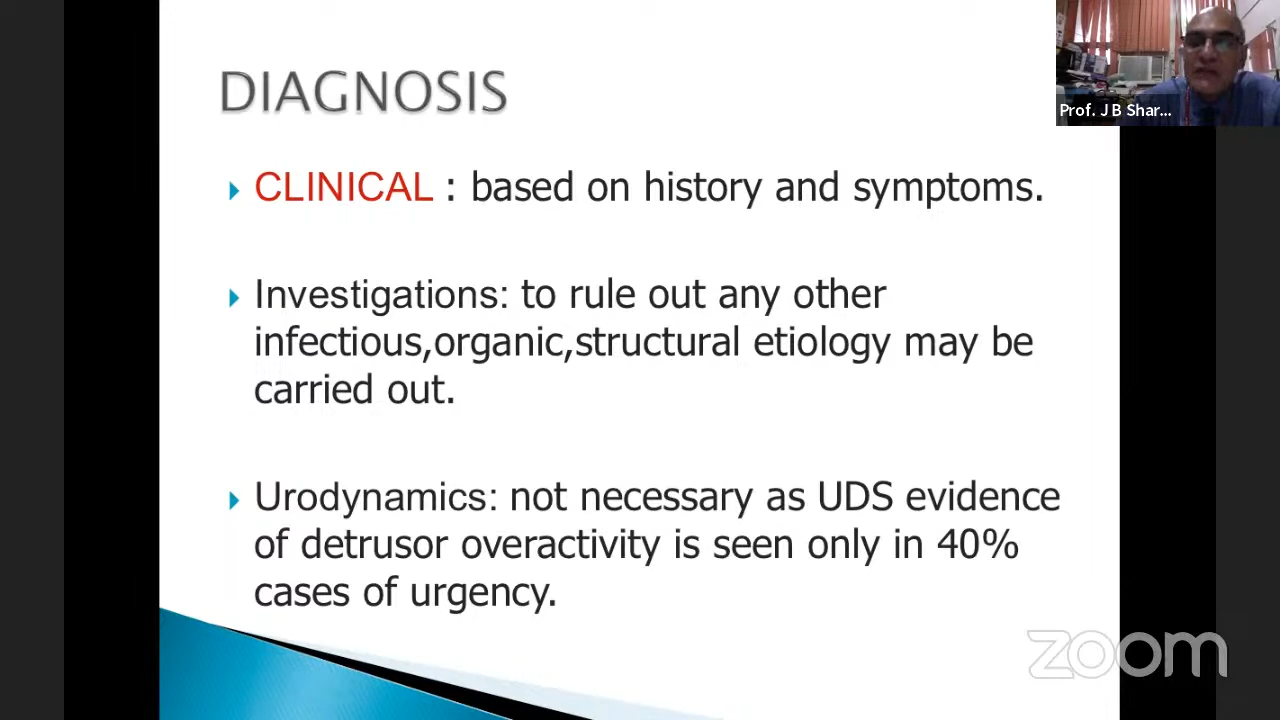 DIAGNOSIS
CLINICAL : based on history and symptoms.
Investigations: to rule out any other
infectious,organic,structural etiology may be
carried out.
Urodynamics: not necessary as UDS evidence
of detrusor overactivity is seen only in 40%
cases of urgency.
Prof. J B Shar...
zoom